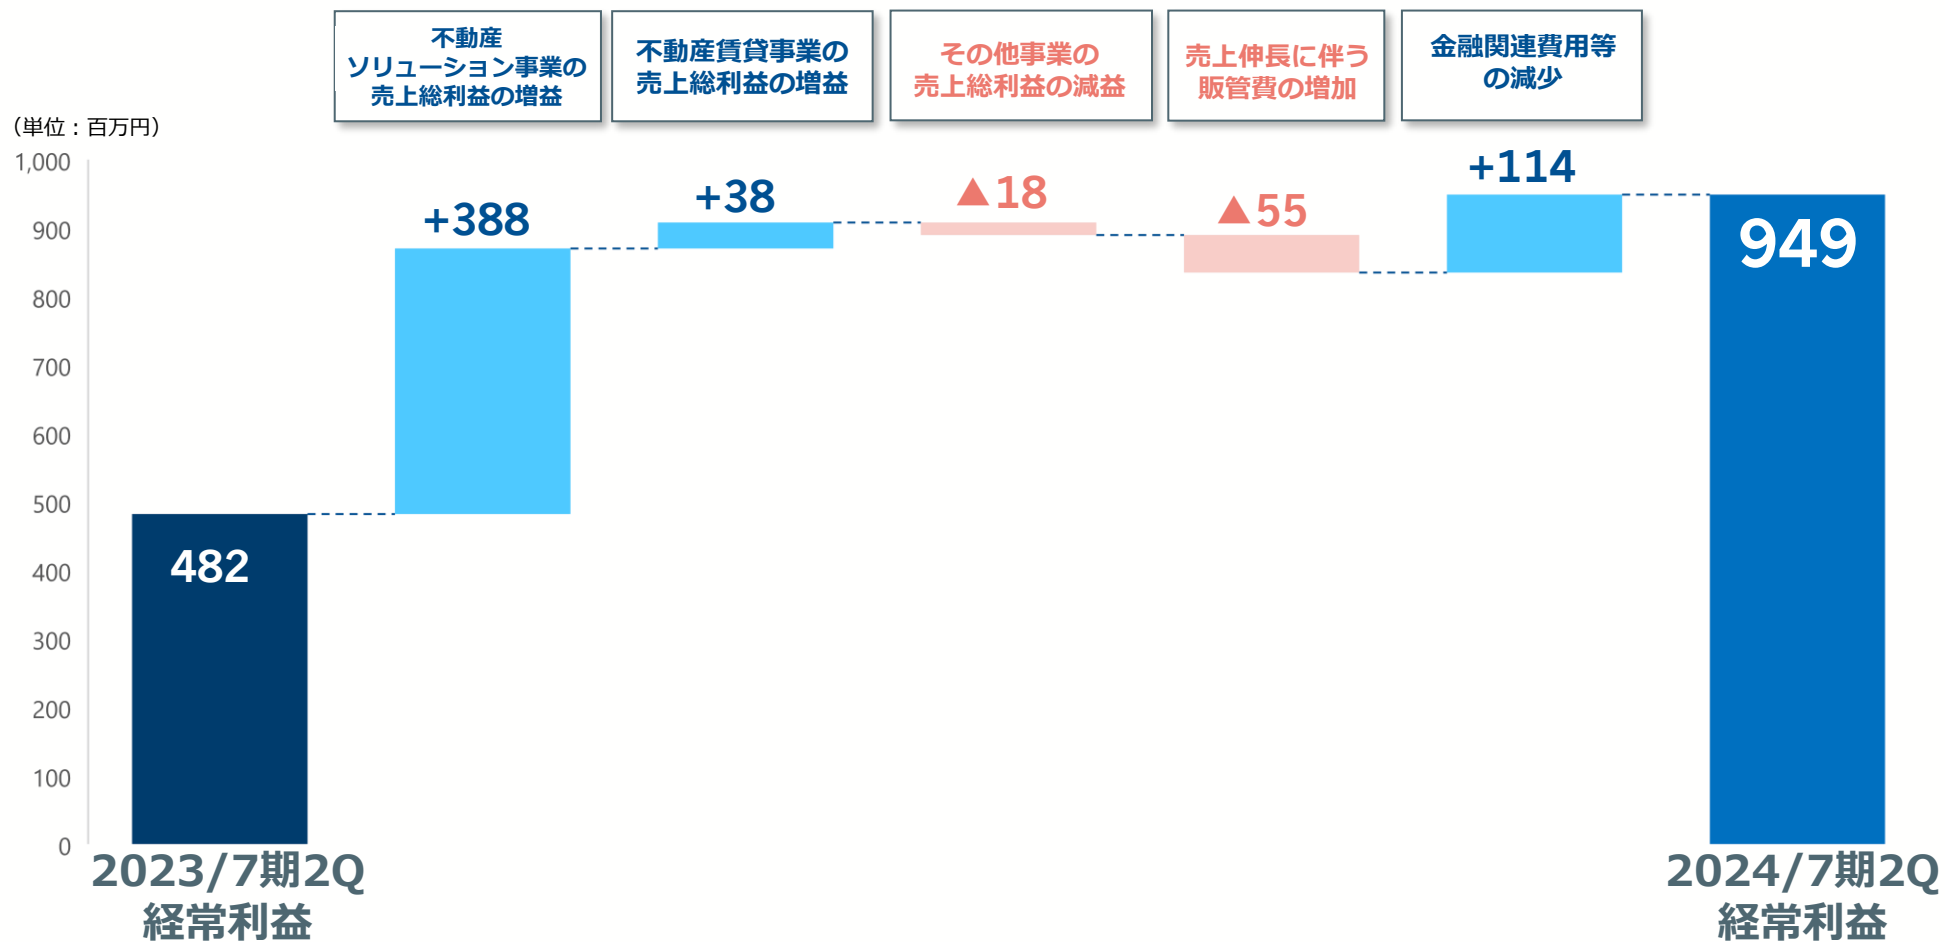 不動産
ソリューション事業の
売上総利益の増益
不動産賃貸事業の
売上総利益の増益
その他事業の
売上総利益の減益
売上伸長に伴う
販管費の増加
金融関連費用等
の減少
（単位：百万円）
1,000
900
800
700
600
500
400
300
200
100
0
482
+388
+38
▲18
▲55
+114
949
2023/7期2Q
経常利益
2024/7期2Q
経常利益